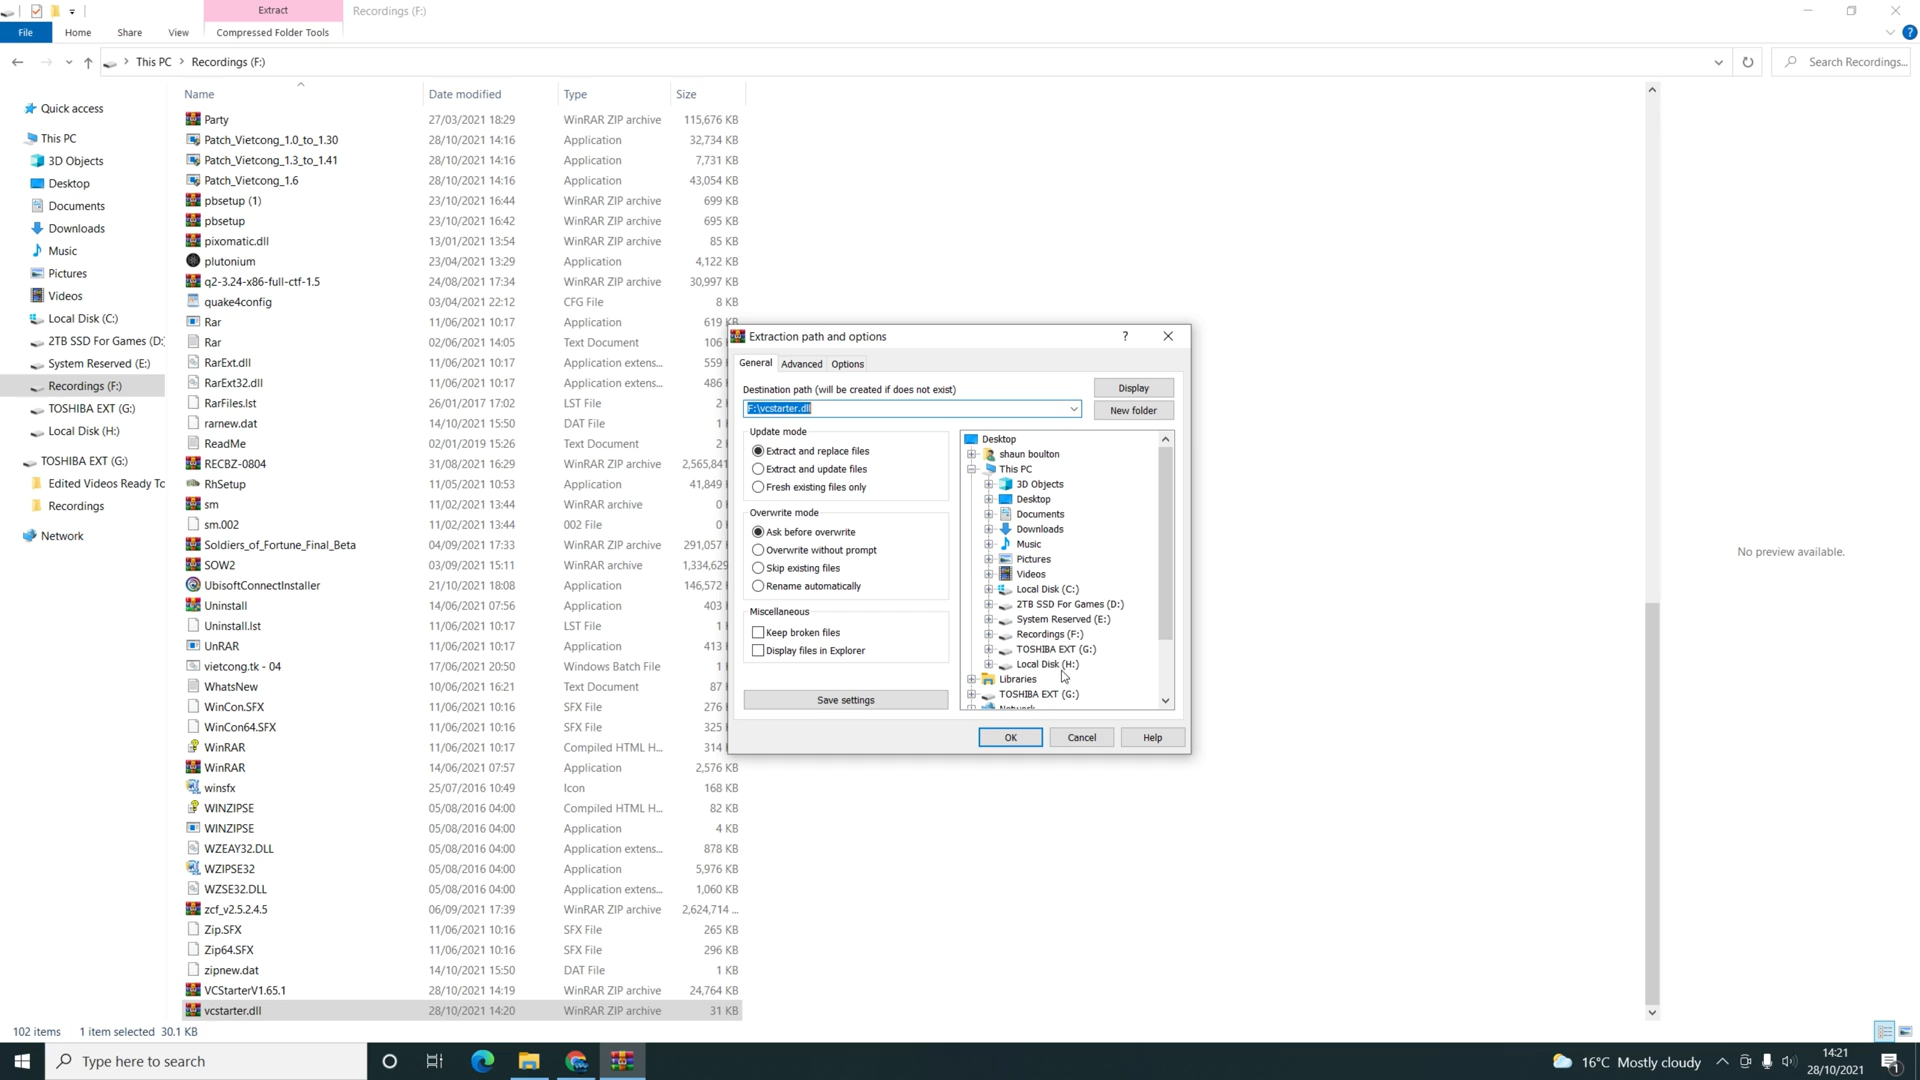 Extract
Recordings (F:)
File
Home
Share
View
Compressed Folder Tools
This PC
Recordings (F:)
Search Recordings...
Name
Date modified
Type
Size
Quick access
This PC
3D Objects
Desktop
Documents
Downloads
Music
Pictures
Videos
Local Disk (C:)
2TB SSD For Games (D:)
System Reserved (E:)
Recordings (F:)
TOSHIBA EXT (G:)
Local Disk (H:)
TOSHIBA EXT (G:)
Edited Videos Ready To
Recordings
Network
Party 27/03/2021 18:29 WinRAR ZIP archive 115,676 KB
Patch_Vietcong_1.0_to_1.30 28/10/2021 14:16 Application 32,734 KB
Patch_Vietcong_1.3_to_1.41 28/10/2021 14:16 Application 7,731 KB
Patch_Vietcong_1.6 28/10/2021 14:16 Application 43,054 KB
pbsetup (1) 23/10/2021 16:44 WinRAR ZIP archive 699 KB
pbsetup 23/10/2021 16:42 WinRAR ZIP archive 695 KB
pixomatic.dll 13/01/2021 13:54 WinRAR ZIP archive 85 KB
plutonium 23/04/2021 13:29 Application 4,122 KB
q2-3.24-x86-full-ctf-1.5 24/08/2021 17:34 WinRAR ZIP archive 30,997 KB
quake4config 03/04/2021 22:12 CFG File 8 KB
Rar 11/06/2021 10:17 Application 619 KB
Rar 02/06/2021 14:05 Text Document 106
RarExt.dll 11/06/2021 10:17 Application extens... 559
RarExt32.dll 11/06/2021 10:17 Application extens... 486
RarFiles.lst 26/01/2017 17:02 LST File 2
rarnew.dat 14/10/2021 15:50 DAT File 1
ReadMe 02/01/2019 15:26 Text Document 2
RECBZ-0804 31/08/2021 16:29 WinRAR ZIP archive 2,565,841
RhSetup 11/05/2021 10:53 Application 41,849
sm 11/02/2021 13:44 WinRAR archive 0
sm.002 11/02/2021 13:44 002 File 0
Soldiers_of_Fortune_Final_Beta 04/09/2021 17:33 WinRAR ZIP archive 291,057
SOW2 03/09/2021 15:11 WinRAR archive 1,334,629
UbisoftConnectInstaller 21/10/2021 18:08 Application 146,572
Uninstall 14/06/2021 07:56 Application 403
Uninstall.lst 11/06/2021 10:17 LST File 1
UnRAR 11/06/2021 10:17 Application 413
vietcong.tk - 04 17/06/2021 20:50 Windows Batch File 1
WhatsNew 10/06/2021 16:21 Text Document 87
WinCon.SFX 11/06/2021 10:17 SFX File 276
WinCon64.SFX 11/06/2021 10:17 SFX File 325
WinRAR 11/06/2021 10:17 Compiled HTML H... 314
WinRAR 14/06/2021 07:57 Application 2,576 KB
winsfx 25/07/2016 10:49 Icon 168 KB
WINZIPSE 05/08/2016 04:00 Compiled HTML H... 82 KB
WINZIPSE 05/08/2016 04:00 Application 4 KB
WZEAY32.DLL 05/08/2016 04:00 Application extens... 878 KB
WZIPSE32 05/08/2016 04:00 Application 5,976 KB
WZSE32.DLL 05/08/2016 04:00 Application extens... 1,060 KB
zcf_v2.5.2.4.5 06/09/2021 17:39 WinRAR ZIP archive 2,624,714 ...
Zip.SFX 11/06/2021 10:16 SFX File 265 KB
Zip64.SFX 11/06/2021 10:16 SFX File 296 KB
zipnew.dat 14/10/2021 15:50 DAT File 1 KB
VCStarterV1.65.1 28/10/2021 14:19 WinRAR ZIP archive 24,764 KB
vcstarter.dll 28/10/2021 14:20 WinRAR ZIP archive 31 KB
Extraction path and options
General
Advanced
Options
Destination path (will be created if does not exist)
F:\vcstarter.dll
Display
New folder
Update mode
Extract and replace files
Extract and update files
Fresh existing files only
Overwrite mode
Ask before overwrite
Overwrite without prompt
Skip existing files
Rename automatically
Miscellaneous
Keep broken files
Display files in Explorer
Save settings
Desktop
shaun boulton
This PC
3D Objects
Desktop
Documents
Downloads
Music
Pictures
Videos
Local Disk (C:)
2TB SSD For Games (D:)
System Reserved (E:)
Recordings (F:)
TOSHIBA EXT (G:)
Local Disk (H:)
Libraries
TOSHIBA EXT (G:)
Network
OK
Cancel
Help
No preview available.
102 items
1 item selected 30.1 KB
Type here to search
16°C Mostly cloudy
14:21
28/10/2021
1